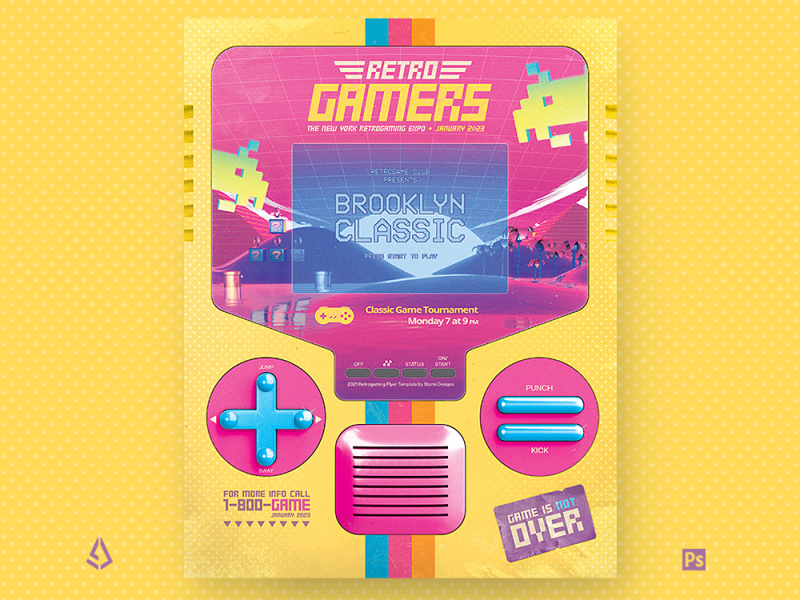 RETRO
GAMERS
THE NEW YORK RETROGAMING EXPO + JANUARY 2023
RETROGAME CLUB
PRESENTS
BROOKLYN
CLASSIC
PRESS START TO PLAY
? ? ?
Classic Game Tournament
Monday 7 at 9 PM
OFF STATUS ON/
START
2021 Retrogaming Flyer Template by Storm Designs
JUMP
SWAY
PUNCH
KICK
FOR MORE INFO CALL
1-800-GAME
JANUARY 2023
GAME IS NOT
OVER
Ps